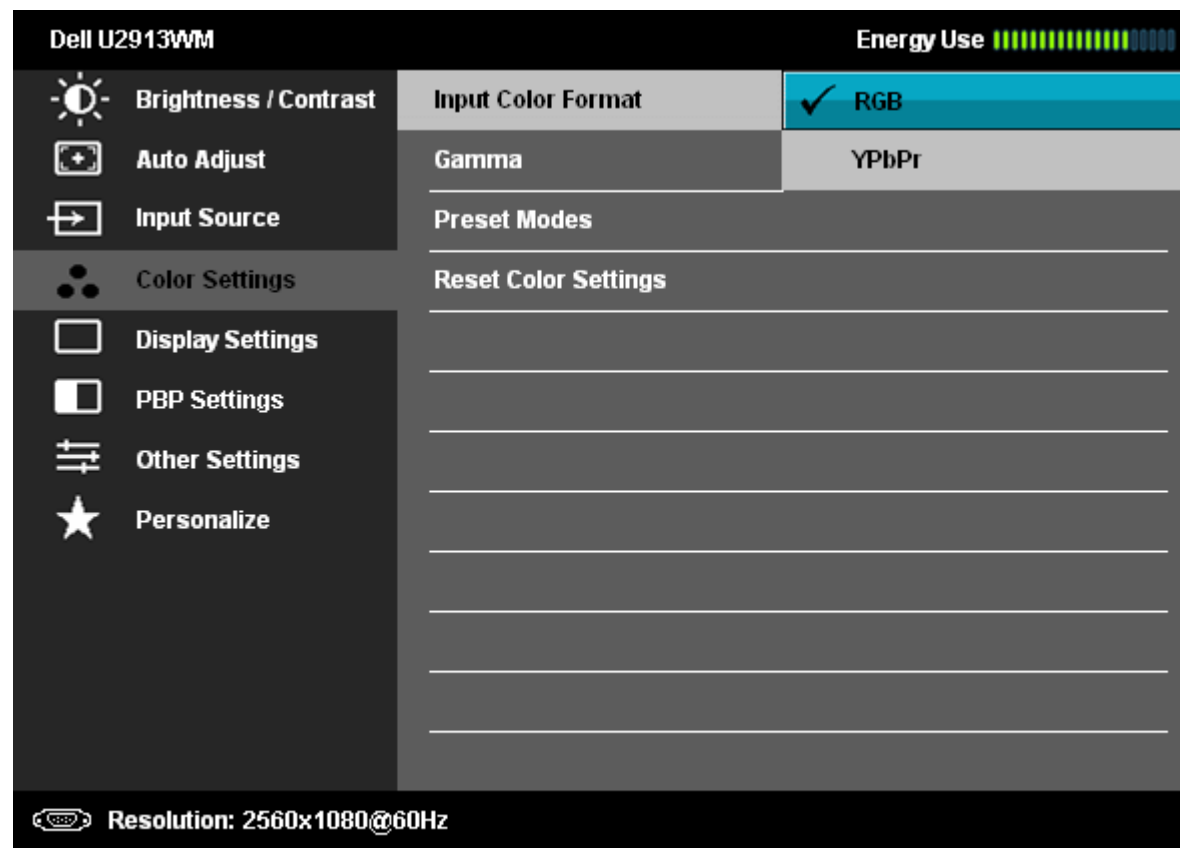 Dell U2913WM Energy Use
Brightness / Contrast Input Color Format RGB
Auto Adjust Gamma YPbPr
Input Source Preset Modes
Color Settings Reset Color Settings
Display Settings
PBP Settings
Other Settings
Personalize
Resolution: 2560x1080@60Hz